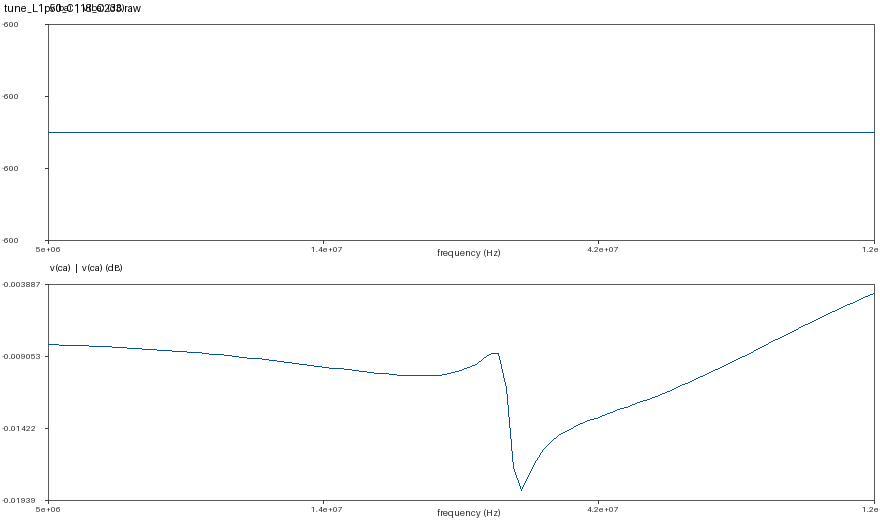 -600
-600
-600
-600
5e+06
1.4e+07
4.2e+07
1.2e
frequency (Hz)
v(ca) | v(ca) (dB)
-0.003887
-0.009053
-0.01422
-0.01939
5e+06
1.4e+07
4.2e+07
1.2e
frequency (Hz)